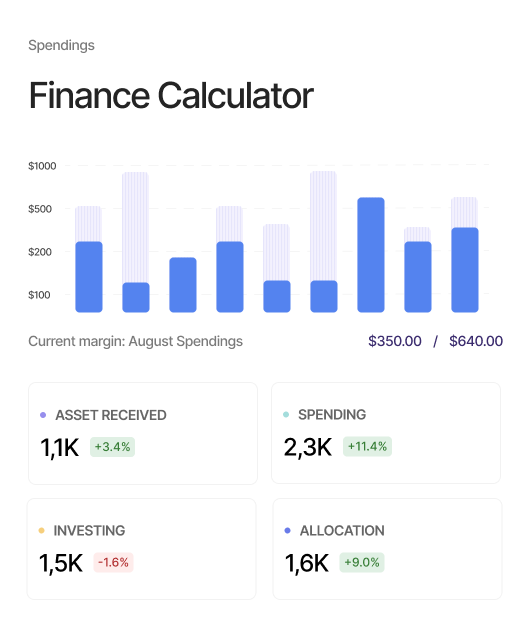 Spendings
Finance Calculator
$1000
$500
$200
$100
Current margin: August Spendings $350.00 / $640.00
ASSET RECEIVED
1,1K +3.4%
SPENDING
2,3K +11.4%
INVESTING
1,5K -1.6%
ALLOCATION
1,6K +9.0%